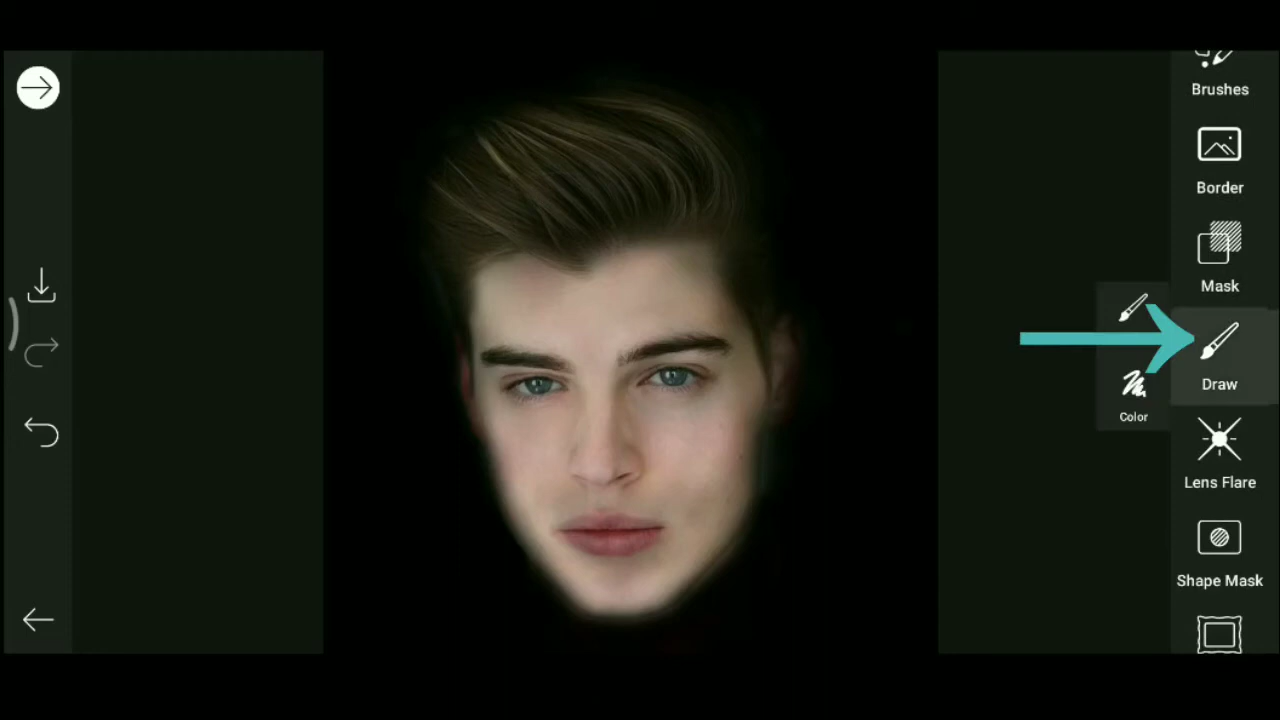 Brushes
Border
Mask
Draw
Color
Lens Flare
Shape Mask